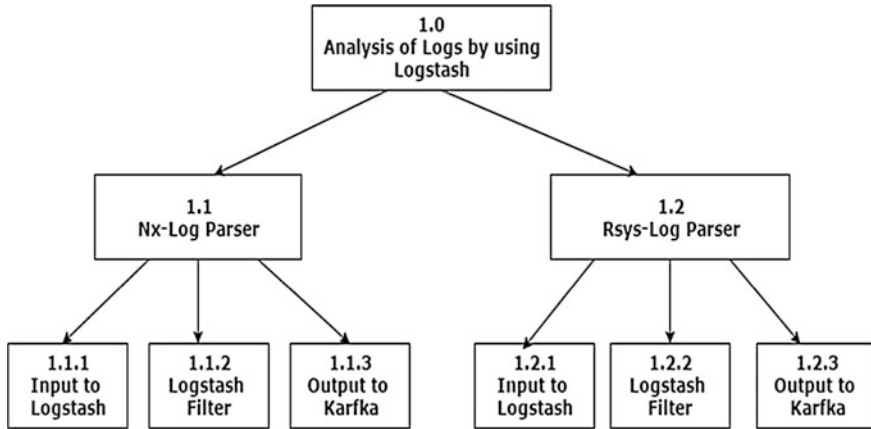 1.0
Analysis of Logs by using
Logstash
1.1
Nx-Log Parser
1.2
Rsys-Log Parser
1.1.1
Input to
Logstash
1.1.2
Logstash
Filter
1.1.3
Output to
Karfka
1.2.1
Input to
Logstash
1.2.2
Logstash
Filter
1.2.3
Output to
Karfka